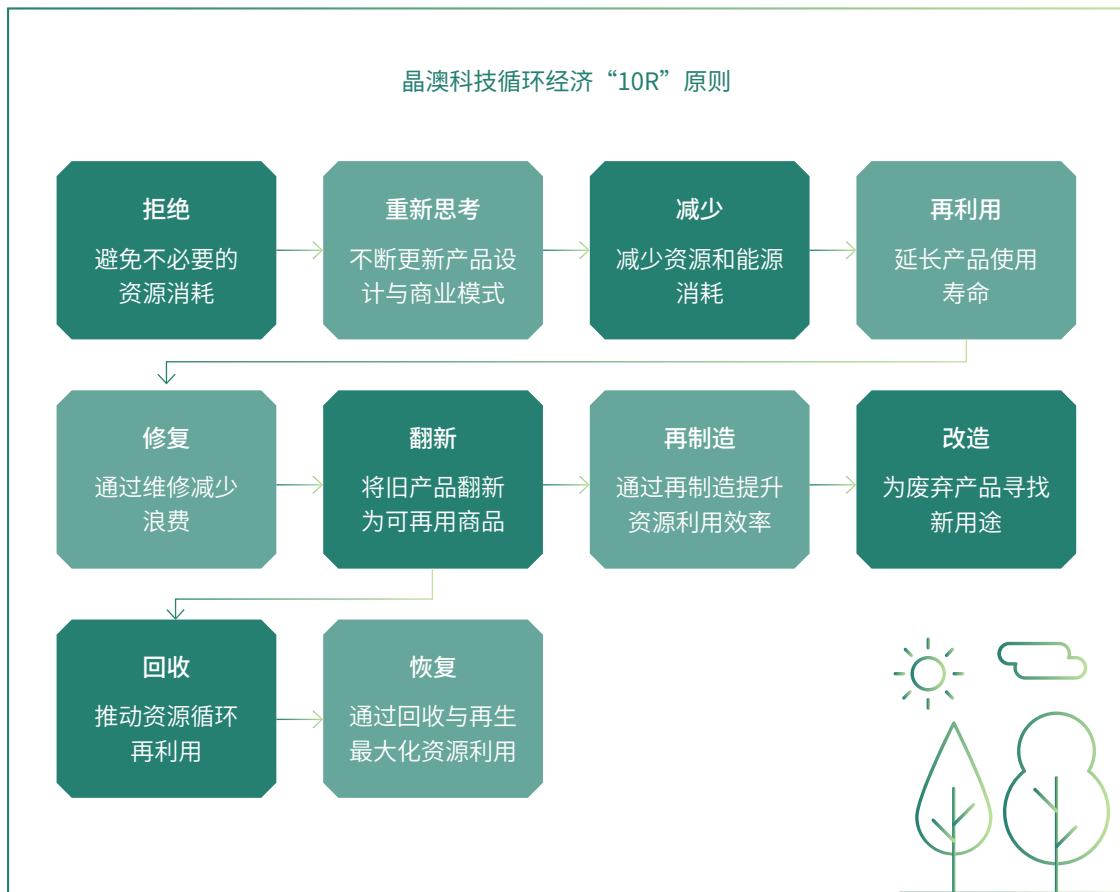 晶澳科技循环经济“10R”原则
拒绝
避免不必要的
资源消耗
重新思考
不断更新产品设
计与商业模式
减少
减少资源和能源
消耗
再利用
延长产品使用
寿命
修复
通过维修减少
浪费
翻新
将旧产品翻新
为可再用商品
再制造
通过再制造提升
资源利用效率
改造
为废弃产品寻找
新用途
回收
推动资源循环
再利用
恢复
通过回收与再生
最大化资源利用